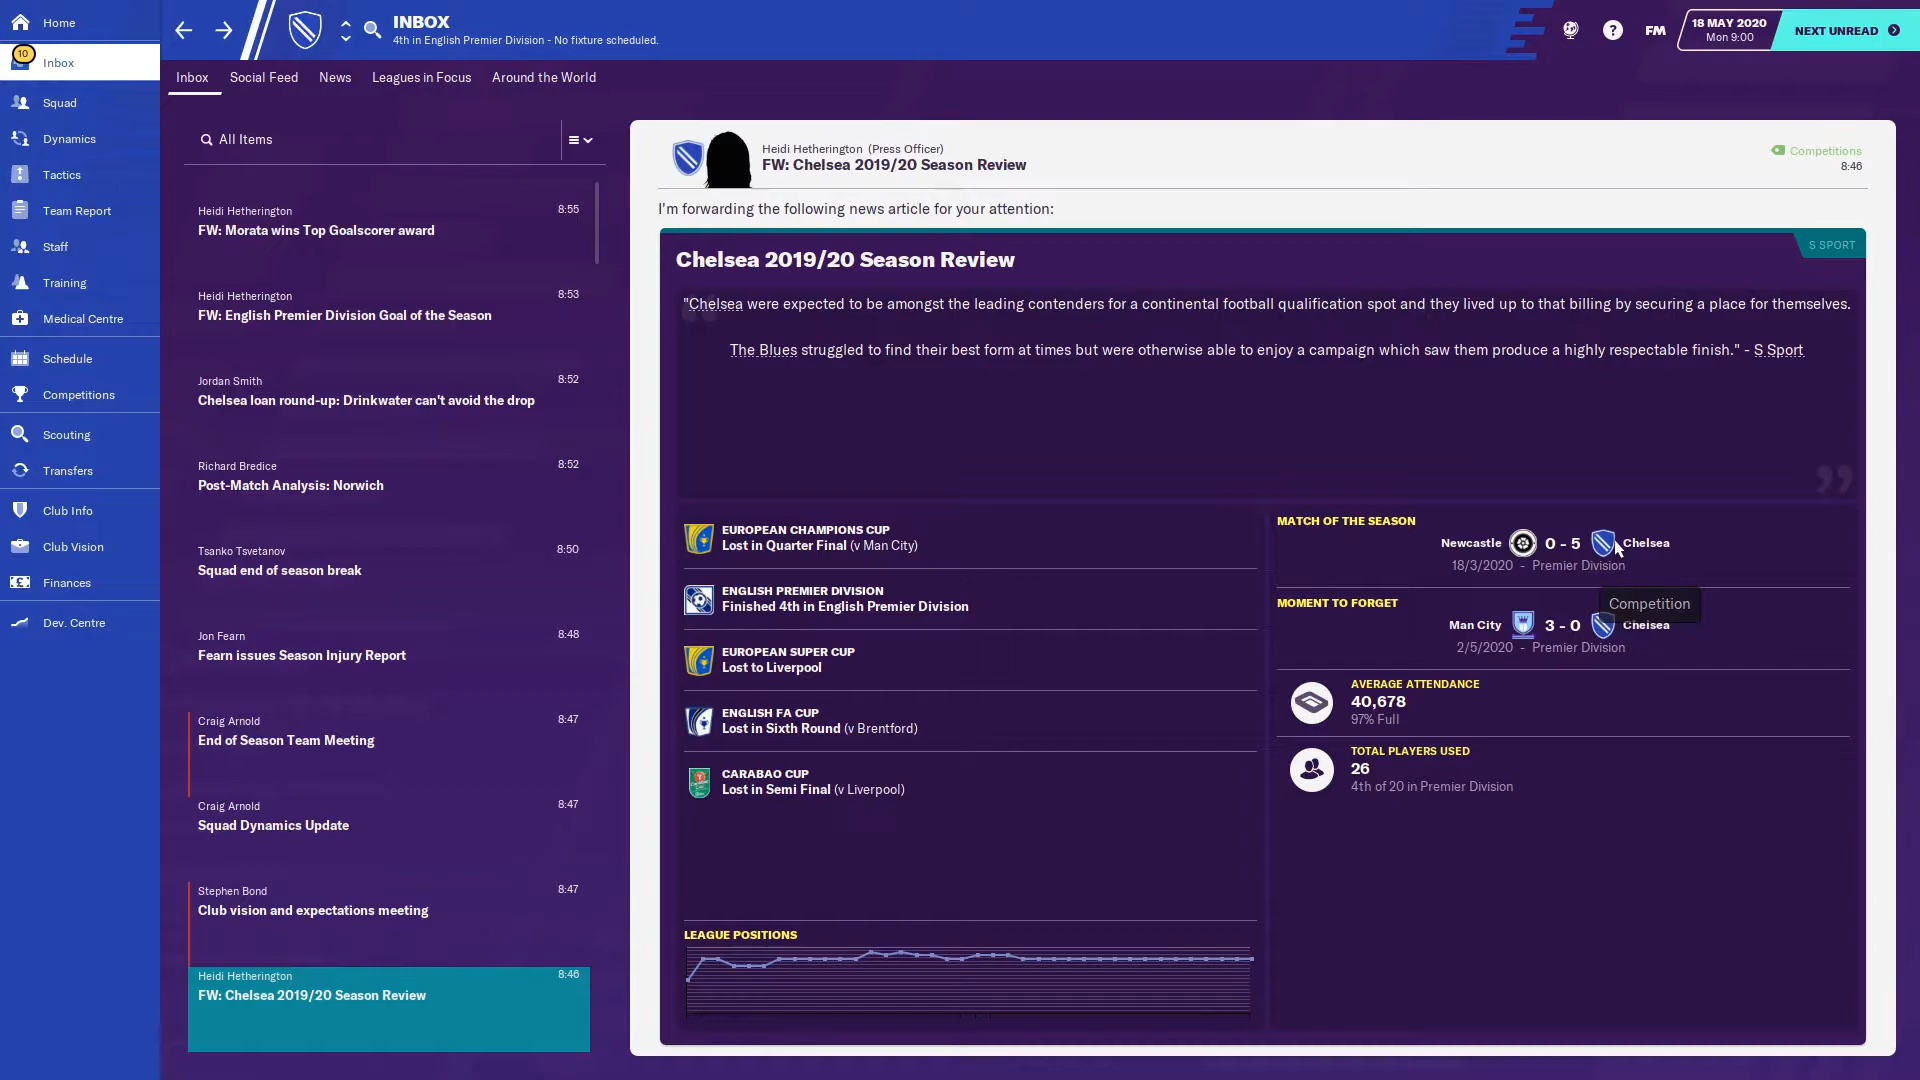 Home
10
Inbox
Squad
Dynamics
Tactics
Team Report
Staff
Training
Medical Centre
Schedule
Competitions
Scouting
Transfers
Club Info
Club Vision
Finances
Dev. Centre
INBOX
4th in English Premier Division - No fixture scheduled.
?
FM
18 MAY 2020
Mon 9:00
NEXT UNREAD
Inbox Social Feed News Leagues in Focus Around the World
All Items
Heidi Hetherington 8:55
FW: Morata wins Top Goalscorer award
Heidi Hetherington 8:53
FW: English Premier Division Goal of the Season
Jordan Smith 8:52
Chelsea loan round-up: Drinkwater can't avoid the drop
Richard Bredice 8:52
Post-Match Analysis: Norwich
Tsanko Tsvetanov 8:50
Squad end of season break
Jon Fearn 8:48
Fearn issues Season Injury Report
Craig Arnold 8:47
End of Season Team Meeting
Craig Arnold 8:47
Squad Dynamics Update
Stephen Bond 8:47
Club vision and expectations meeting
Heidi Hetherington 8:46
FW: Chelsea 2019/20 Season Review
Heidi Hetherington (Press Officer)
FW: Chelsea 2019/20 Season Review
Competitions
8:46
I'm forwarding the following news article for your attention:
S SPORT
Chelsea 2019/20 Season Review
"Chelsea were expected to be amongst the leading contenders for a continental football qualification spot and they lived up to that billing by securing a place for themselves.
The Blues struggled to find their best form at times but were otherwise able to enjoy a campaign which saw them produce a highly respectable finish." - S Sport
EUROPEAN CHAMPIONS CUP
Lost in Quarter Final (v Man City)
ENGLISH PREMIER DIVISION
Finished 4th in English Premier Division
EUROPEAN SUPER CUP
Lost to Liverpool
ENGLISH FA CUP
Lost in Sixth Round (v Brentford)
CARABAO CUP
Lost in Semi Final (v Liverpool)
LEAGUE POSITIONS
MATCH OF THE SEASON
Newcastle 0 - 5 Chelsea
18/3/2020 - Premier Division
Competition
MOMENT TO FORGET
Man City 3 - 0 Chelsea
2/5/2020 - Premier Division
AVERAGE ATTENDANCE
40,678
97% Full
TOTAL PLAYERS USED
26
4th of 20 in Premier Division